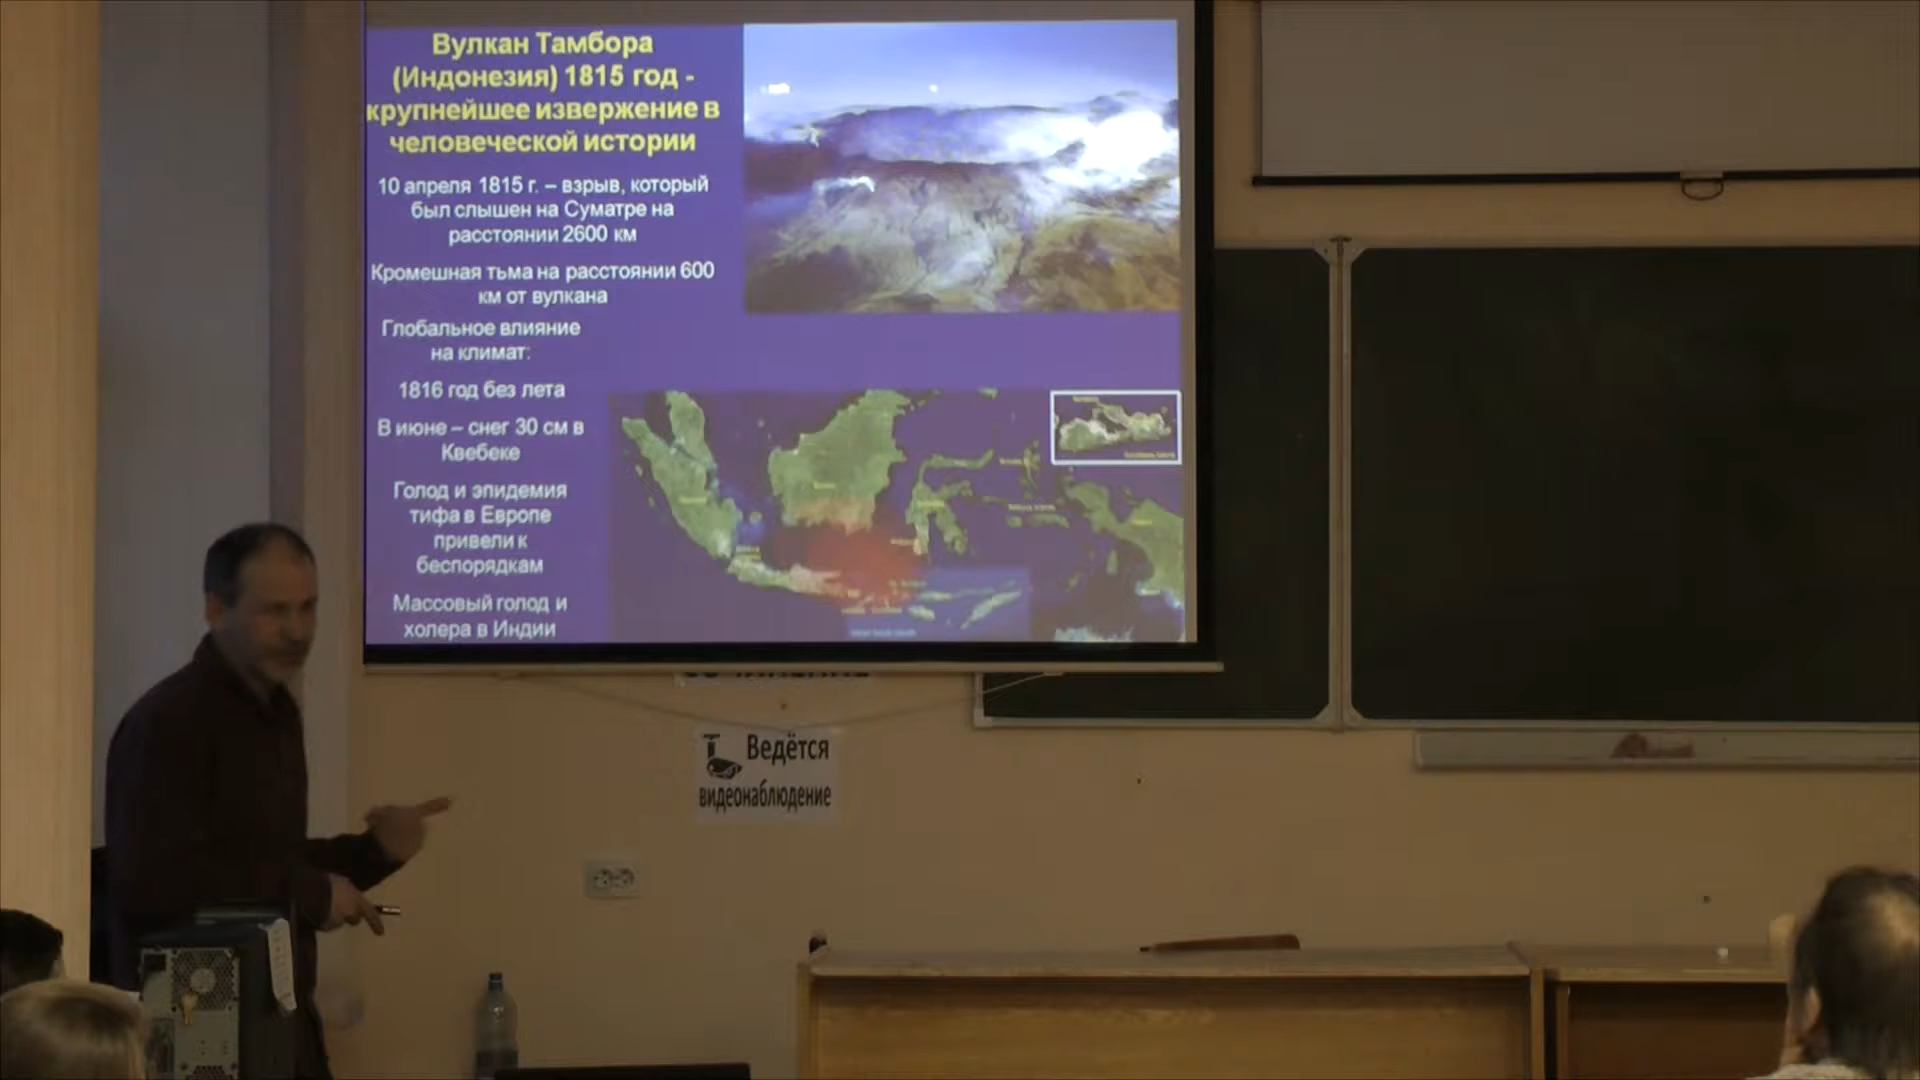 Вулкан Тамбора
(Индонезия) 1815 год -
крупнейшее извержение в
человеческой истории
10 апреля 1815 г. – взрыв, который
был слышен на Суматре на
расстоянии 2600 км
Кромешная тьма на расстоянии 600
км от вулкана
Глобальное влияние
на климат:
1816 год без лета
В июне – снег 30 см в
Квебеке
Голод и эпидемия
тифа в Европе
привели к
беспорядкам
Массовый голод и
холера в Индии
Ведётся
видеонаблюдение